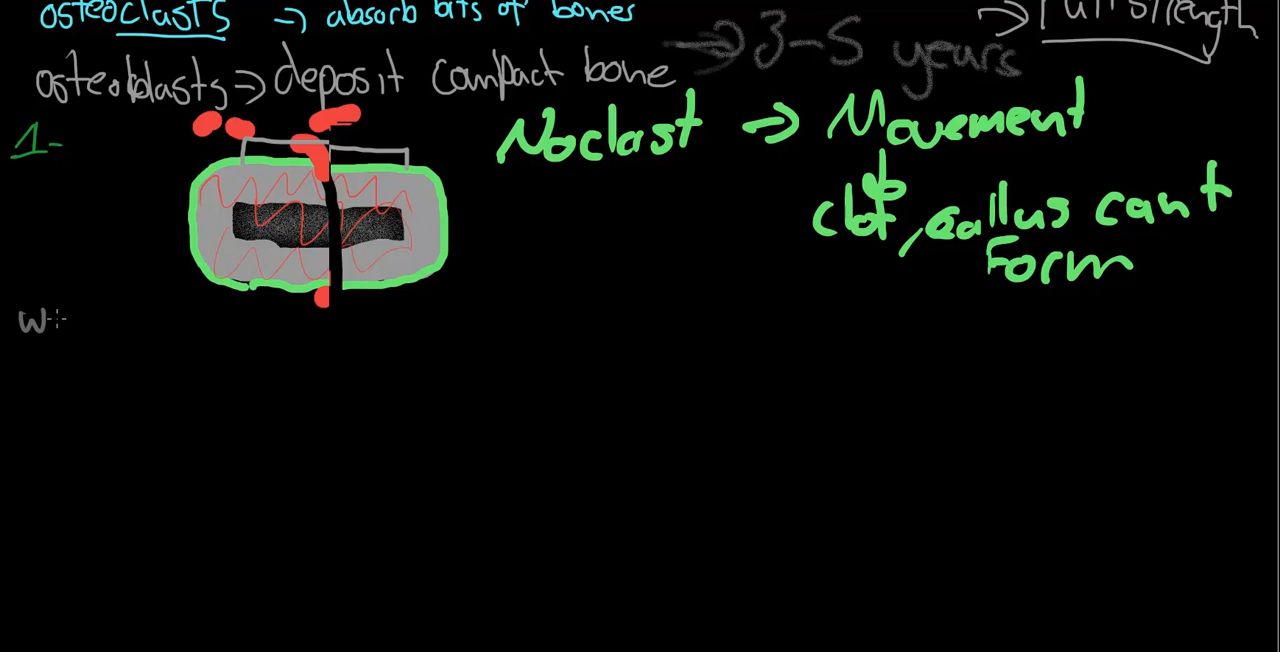 osteoclasts → absorb bits of bones
→ Full strength
osteoblasts ⇒ deposit compact bone → 3-5 years
1-
Noclast → Movement
clot, callus can't
Form
w